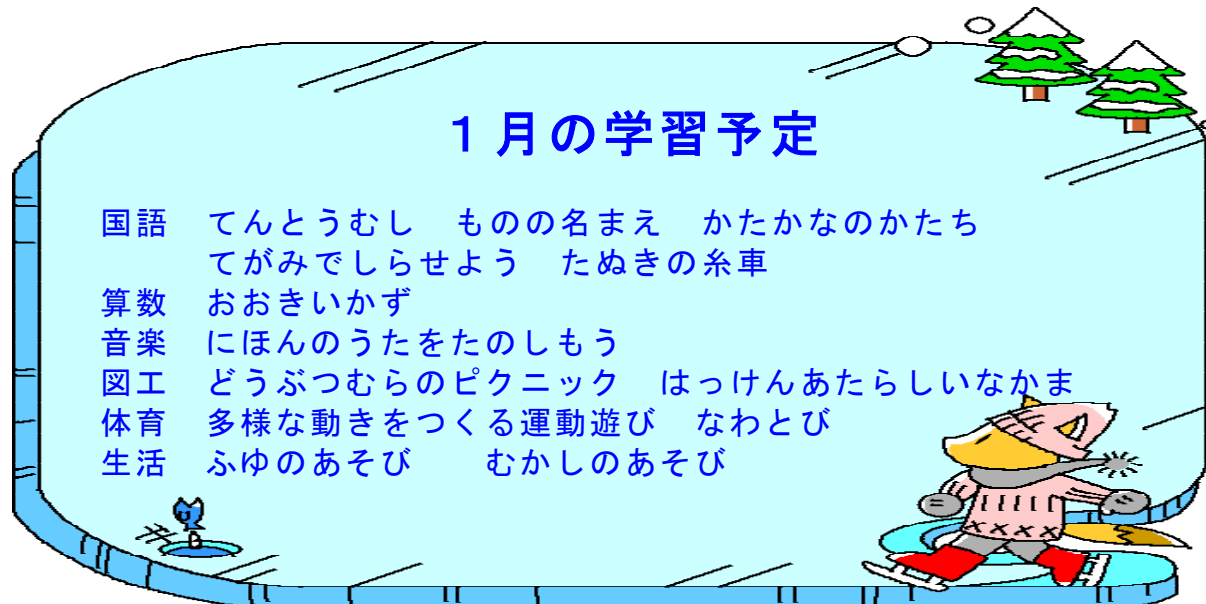 １月の学習予定
国語　てんとうむし　ものの名まえ　かたかなのかたち
てがみでしらせよう　たぬきの糸車
算数　おおきいかず
音楽　にほんのうたをたのしもう
図工　どうぶつむらのピクニック　はっけんあたらしいなかま
体育　多様な動きをつくる運動遊び　なわとび
生活　ふゆのあそび　　むかしのあそび